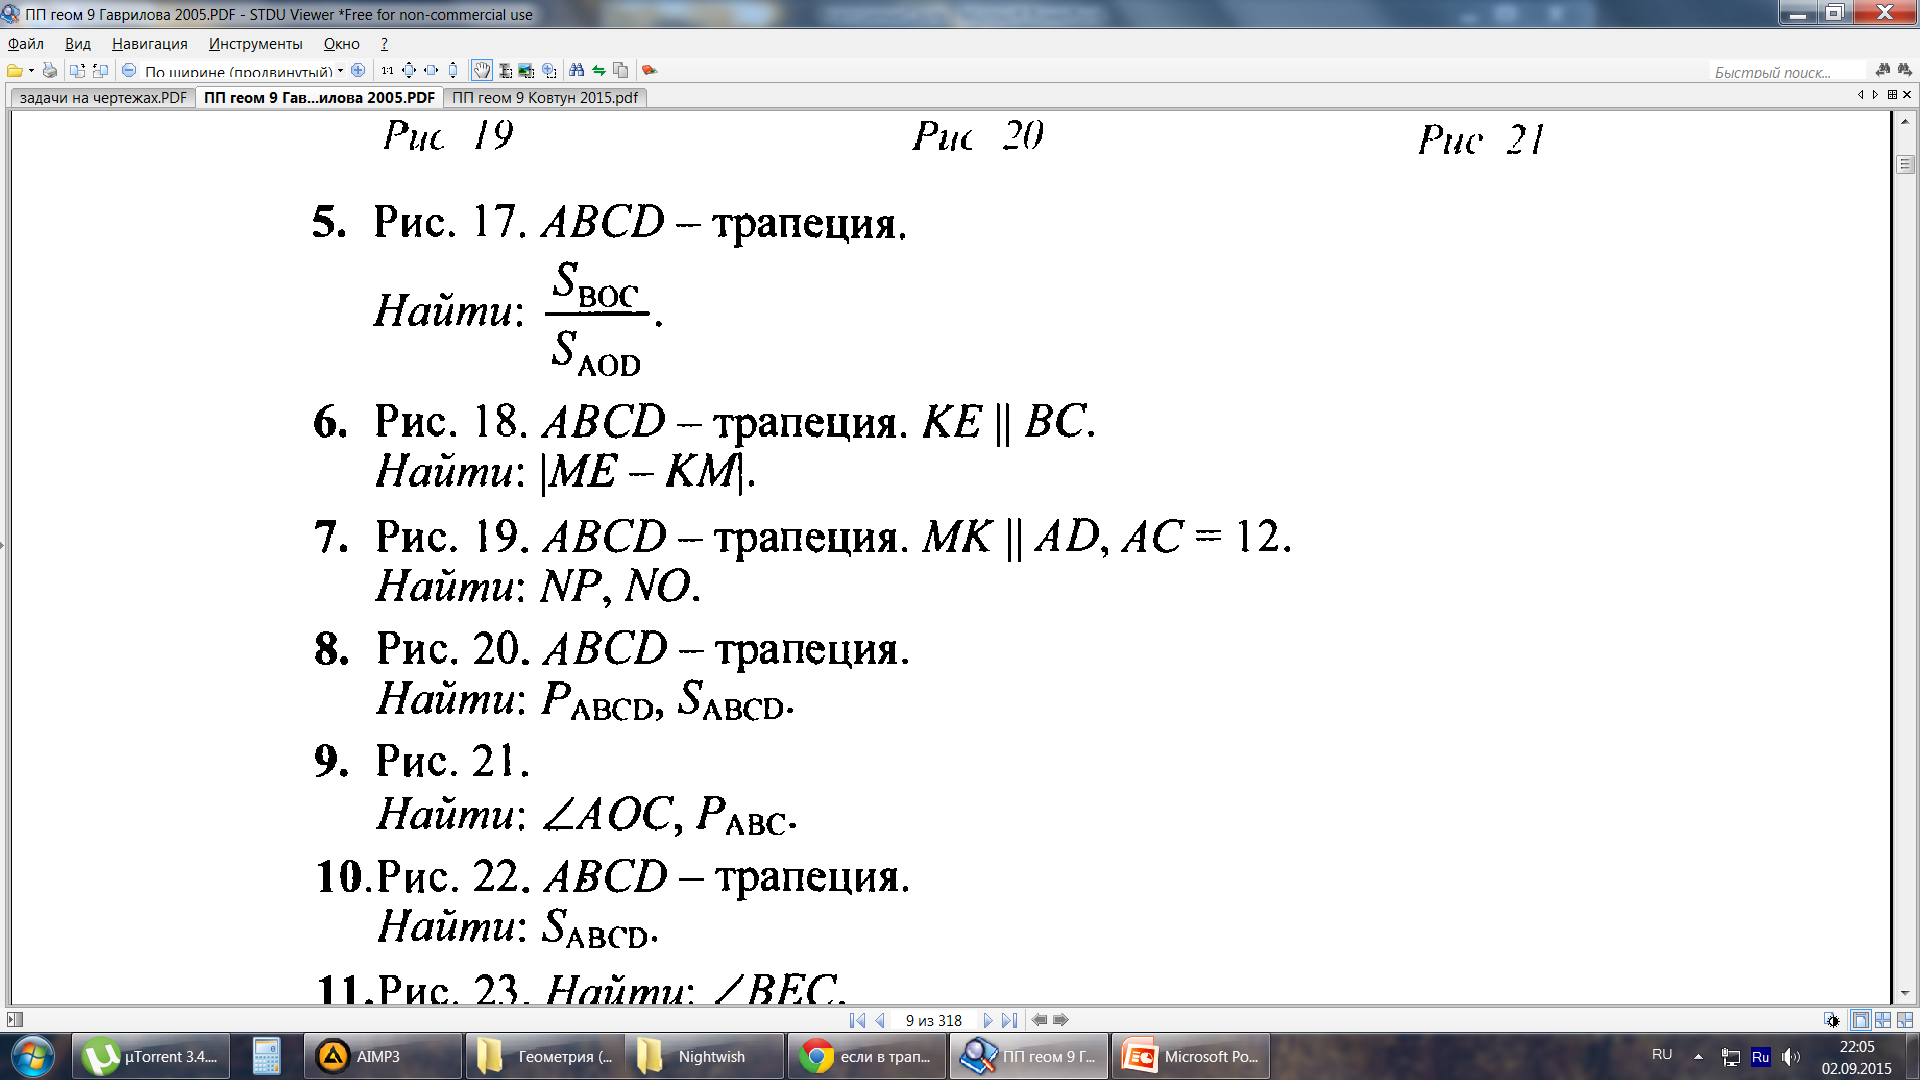 ПП геом 9 Гаврилова 2005.PDF - STDU Viewer *Free for non-commercial use
Файл Вид Навигация Инструменты Окно ?
1:1 По ширине (продвинутый) Быстрый поиск...
задачи на чертежах.PDF ПП геом 9 Гав...илова 2005.PDF ПП геом 9 Ковтун 2015.pdf
Рис 19 Рис 20 Рис 21
5. Рис. 17. ABCD – трапеция.
Найти: S_BOC / S_AOD.
6. Рис. 18. ABCD – трапеция. KE || BC.
Найти: |ME – KM|.
7. Рис. 19. ABCD – трапеция. MK || AD, AC = 12.
Найти: NP, NO.
8. Рис. 20. ABCD – трапеция.
Найти: P_ABCD, S_ABCD.
9. Рис. 21.
Найти: ∠AOC, P_ABC.
10. Рис. 22. ABCD – трапеция.
Найти: S_ABCD.
11. Рис. 23. Найти: ∠BEC.
9 из 318
µTorrent 3.4.... AIMP3 Геометрия (... Nightwish если в трап... ПП геом 9 Г... Microsoft Po... RU Ru 22:05
02.09.2015